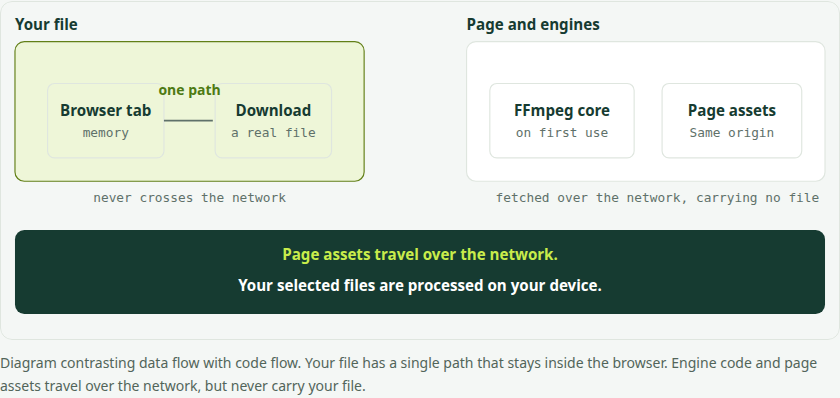 Your file
Page and engines
one path
Browser tab
memory
Download
a real file
FFmpeg core
on first use
Page assets
Same origin
never crosses the network
fetched over the network, carrying no file
Page assets travel over the network.
Your selected files are processed on your device.
Diagram contrasting data flow with code flow. Your file has a single path that stays inside the browser. Engine code and page
assets travel over the network, but never carry your file.